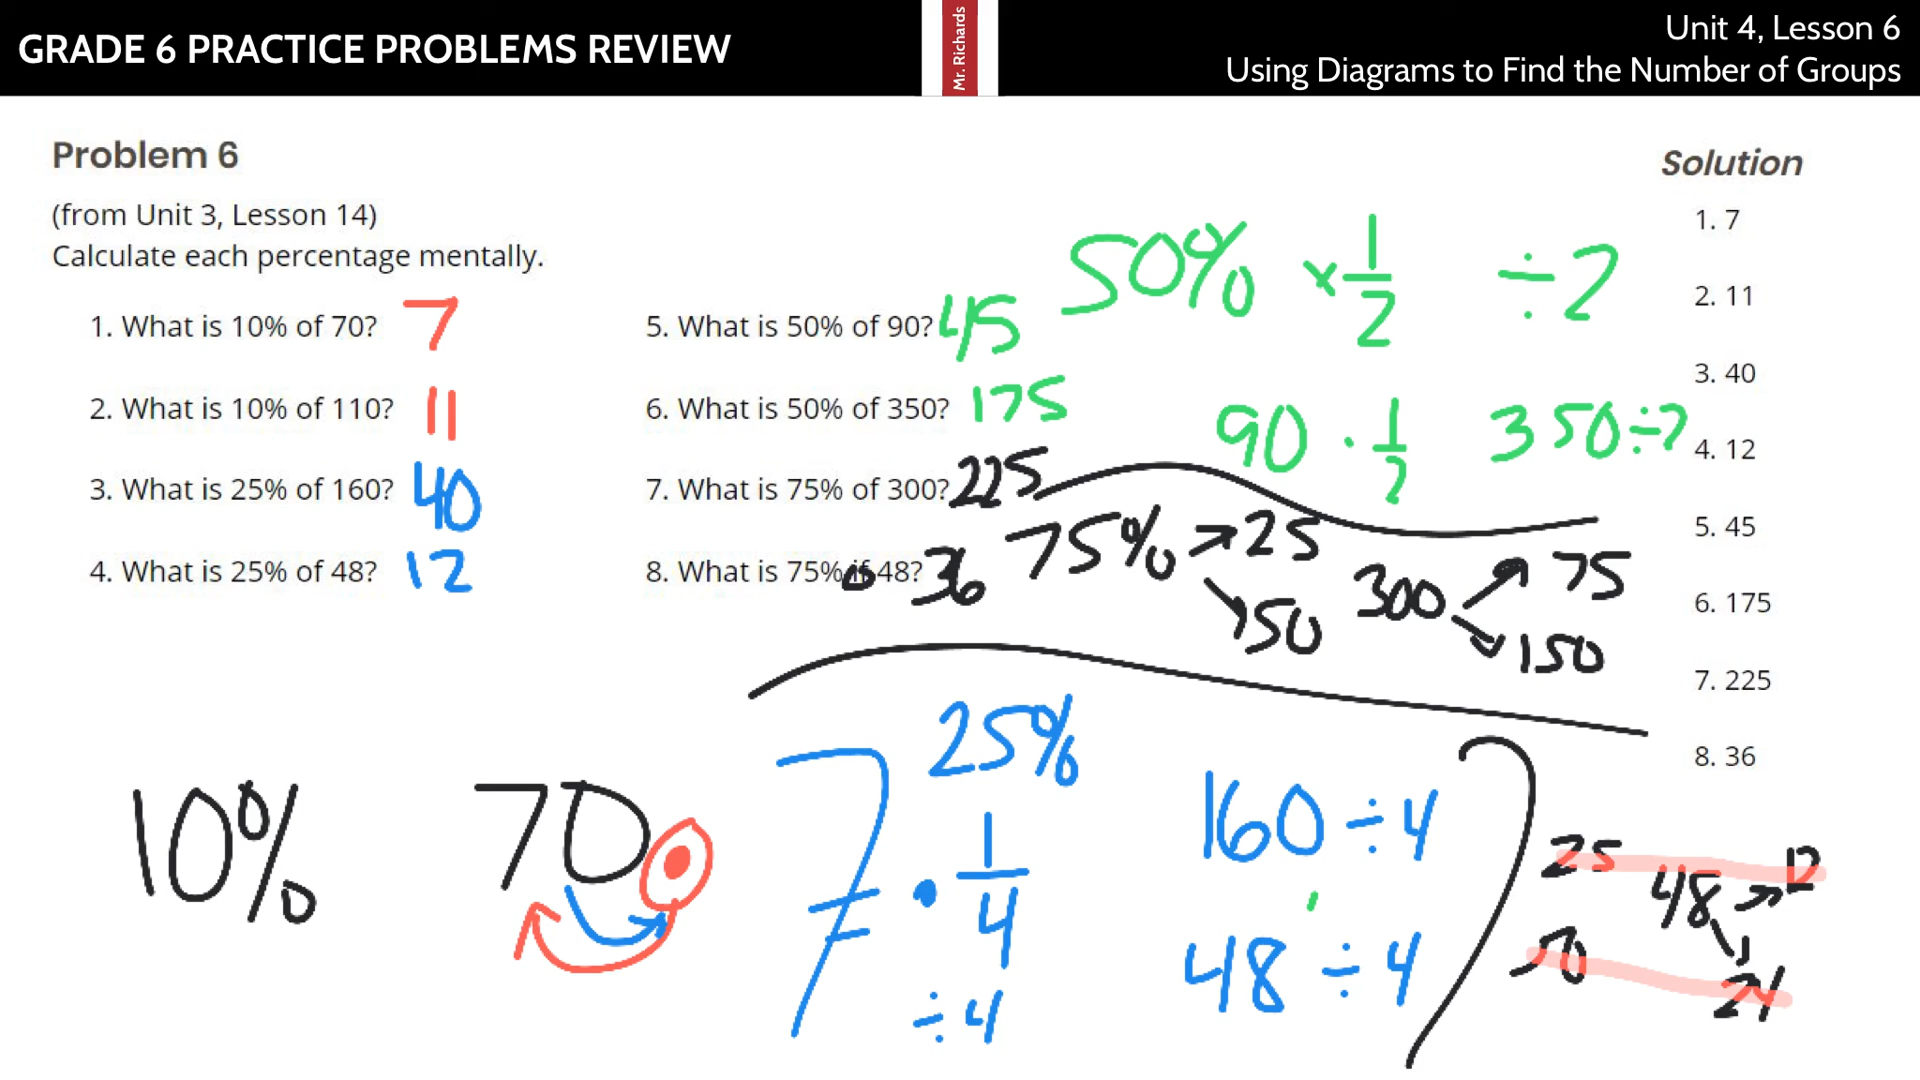 GRADE 6 PRACTICE PROBLEMS REVIEW
Mr. Richards
Unit 4, Lesson 6
Using Diagrams to Find the Number of Groups
Problem 6
(from Unit 3, Lesson 14)
Calculate each percentage mentally.
1. What is 10% of 70? 7
2. What is 10% of 110? 11
3. What is 25% of 160? 40
4. What is 25% of 48? 12
5. What is 50% of 90? 45
6. What is 50% of 350? 175
7. What is 75% of 300? 225
8. What is 75% if 48? 36
50% × 1/2 ÷2
90 · 1/2 350÷2
75% → 25
50
300 → 75
150
10% 70.
25%
· 1/4
÷4
160 ÷ 4
48 ÷ 4
25 48 → 12
50 24
Solution
1. 7
2. 11
3. 40
4. 12
5. 45
6. 175
7. 225
8. 36